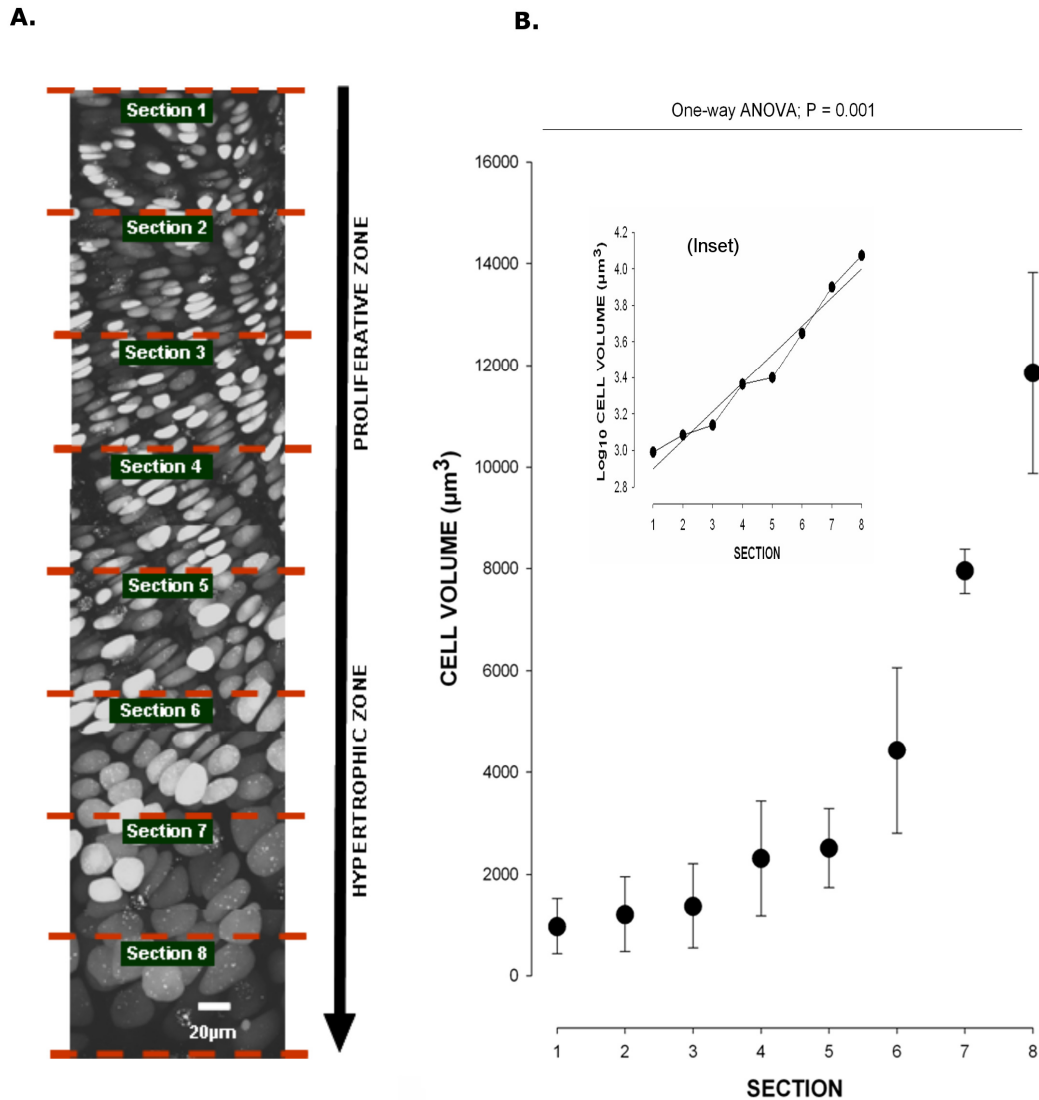 A.
Section 1
Section 2
Section 3
Section 4
Section 5
Section 6
Section 7
Section 8
20µm
PROLIFERATIVE ZONE
HYPERTROPHIC ZONE
B.
One-way ANOVA; P = 0.001
CELL VOLUME (µm³)
16000
14000
12000
10000
8000
6000
4000
2000
0
1 2 3 4 5 6 7 8
SECTION
(Inset)
Log10 CELL VOLUME (µm³)
4.2
4.0
3.8
3.6
3.4
3.2
3.0
2.8
1 2 3 4 5 6 7 8
SECTION